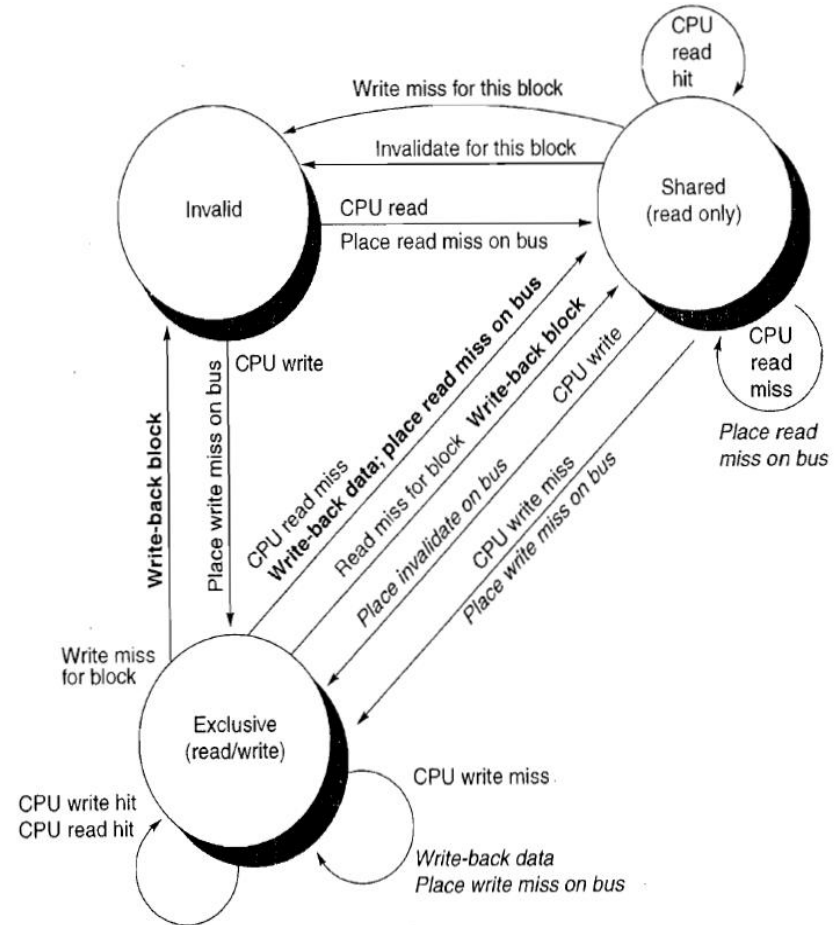 CPU
read
hit
Write miss for this block
Invalidate for this block
Invalid
Shared
(read only)
CPU read
Place read miss on bus
CPU write
Place write miss on bus
Write-back block
CPU read miss
Write-back data; place read miss on bus
Read miss for block Write-back block
CPU write
Place invalidate on bus
CPU write miss
Place write miss on bus
CPU
read
miss
Place read
miss on bus
Write miss
for block
Exclusive
(read/write)
CPU write hit
CPU read hit
CPU write miss
Write-back data
Place write miss on bus